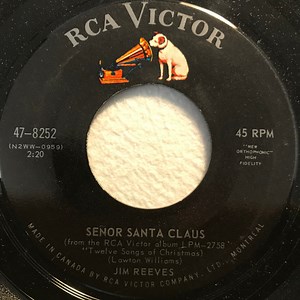 RCA VICTOR
47-8252
45 RPM
(N2WW-0959)
2:20
"NEW
ORTHOPHONIC"
HIGH
FIDELITY
SEÑOR SANTA CLAUS
(from the RCA Victor album LPM-2758
"Twelve Songs of Christmas)
(Lawton Williams)
JIM REEVES
MADE IN CANADA BY RCA VICTOR COMPANY, LTD., MONTREAL